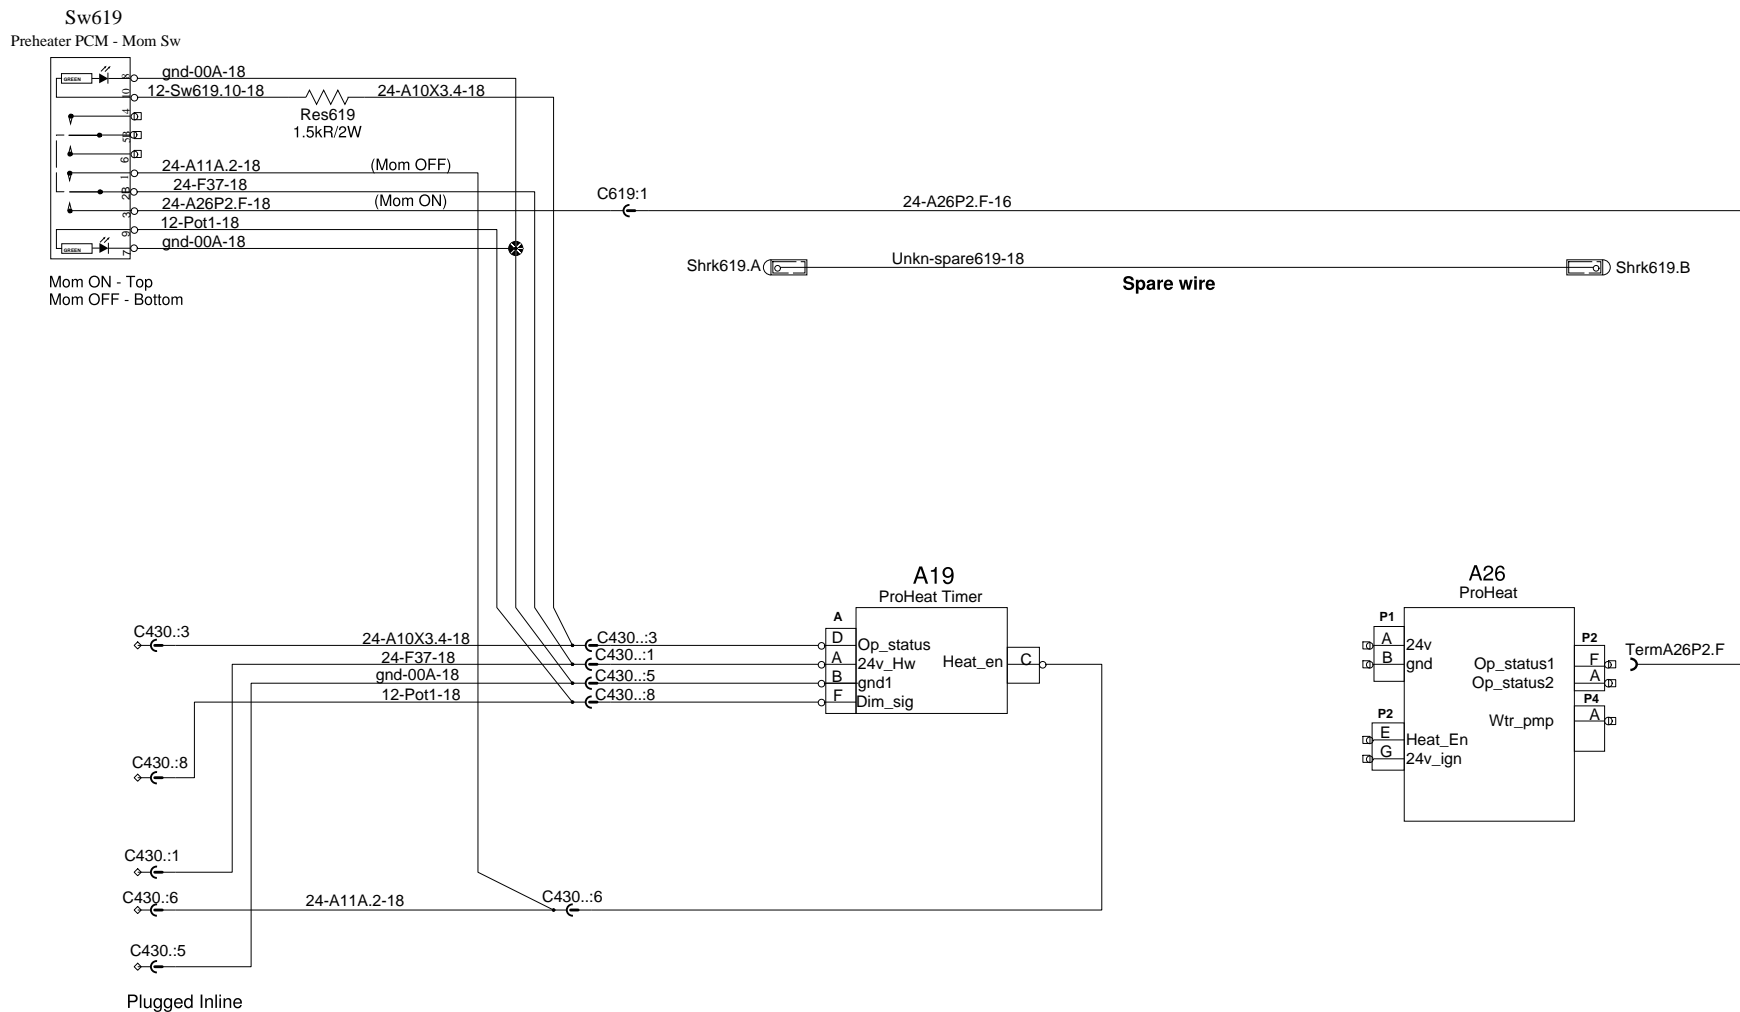 Sw619
Preheater PCM - Mom Sw
GREEN
8
gnd-00A-18
10
12-Sw619.10-18
24-A10X3.4-18
Res619
1.5kR/2W
4
5B
6
1
24-A11A.2-18
(Mom OFF)
2B
24-F37-18
3
24-A26P2.F-18
(Mom ON)
C619:1
24-A26P2.F-16
9
12-Pot1-18
GREEN
7
gnd-00A-18
Shrk619.A
Unkn-spare619-18
Shrk619.B
Spare wire
Mom ON - Top
Mom OFF - Bottom
A19
ProHeat Timer
A
D
Op_status
A
24v_Hw
B
gnd1
F
Dim_sig
Heat_en
C
A26
ProHeat
P1
A
24v
B
gnd
P2
E
Heat_En
G
24v_ign
P2
Op_status1
F
Op_status2
A
P4
Wtr_pmp
A
TermA26P2.F
C430.:3
24-A10X3.4-18
C430..:3
24-F37-18
C430..:1
gnd-00A-18
C430..:5
12-Pot1-18
C430..:8
C430.:8
C430.:1
C430.:6
24-A11A.2-18
C430..:6
C430.:5
Plugged Inline